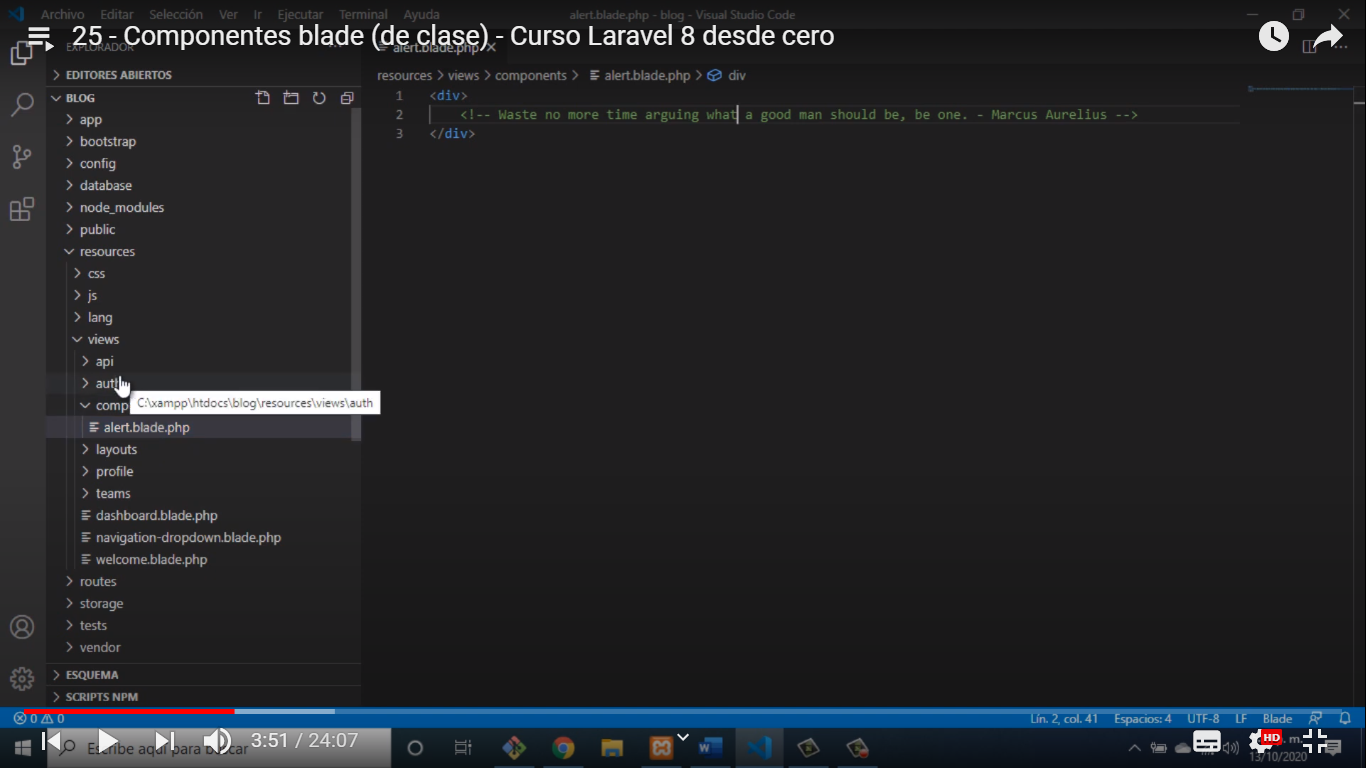 Archivo Editar Selección Ver Ir Ejecutar Terminal Ayuda
alert.blade.php - blog - Visual Studio Code
25 - Componentes blade (de clase) - Curso Laravel 8 desde cero
EXPLORADOR
alert.blade.php
EDITORES ABIERTOS
resources > views > components > alert.blade.php > div
BLOG
1 <div>
2 <!-- Waste no more time arguing what a good man should be, be one. - Marcus Aurelius -->
3 </div>
app
bootstrap
config
database
node_modules
public
resources
css
js
lang
views
api
auth
comp
C:\xampp\htdocs\blog\resources\views\auth
alert.blade.php
layouts
profile
teams
dashboard.blade.php
navigation-dropdown.blade.php
welcome.blade.php
routes
storage
tests
vendor
ESQUEMA
SCRIPTS NPM
0 0
Lín. 2, col. 41 Espacios: 4 UTF-8 LF Blade
Escribe aquí para buscar
3:51 / 24:07
HD
m.
13/10/2020